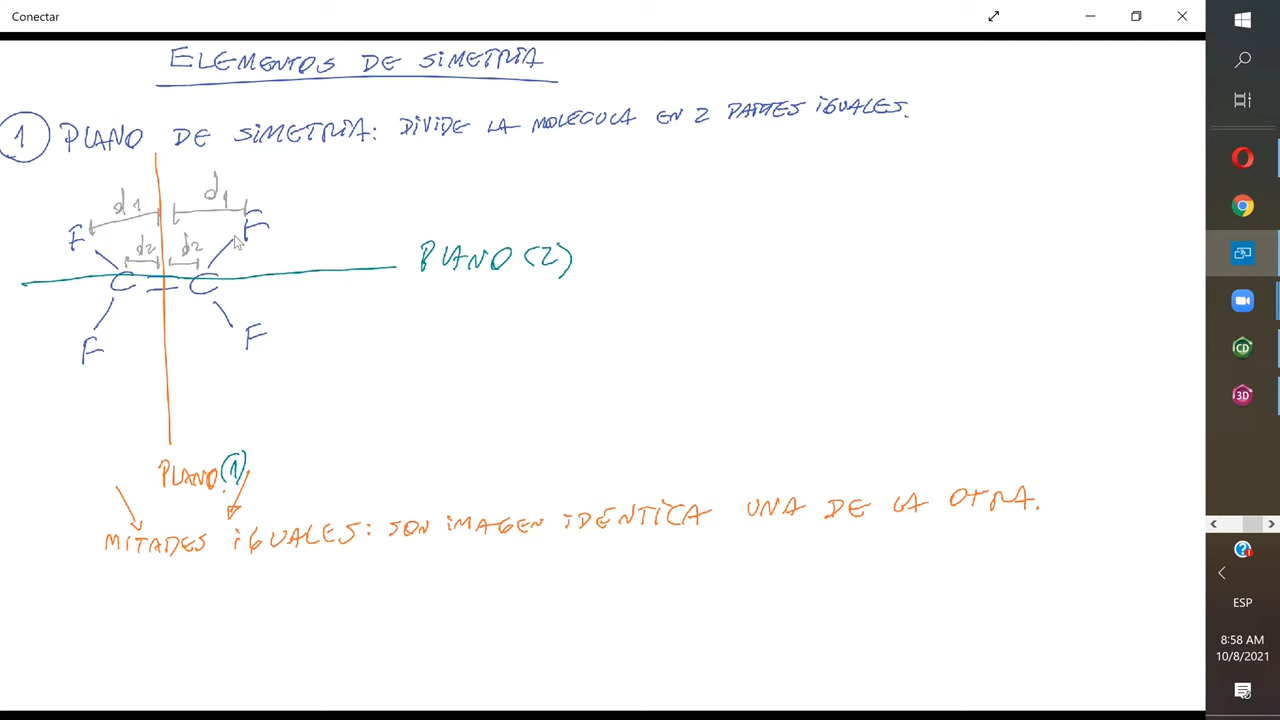 Conectar
ELEMENTOS DE SIMETRIA
1 PLANO DE SIMETRIA: DIVIDE LA MOLECULA EN 2 PARTES IGUALES.
d1 d1
F F
d2 d2
PLANO (2)
C = C
F F
PLANO (1)
MITADES IGUALES: SON IMAGEN IDENTICA UNA DE LA OTRA.
CD
3D
ESP
8:58 AM
10/8/2021